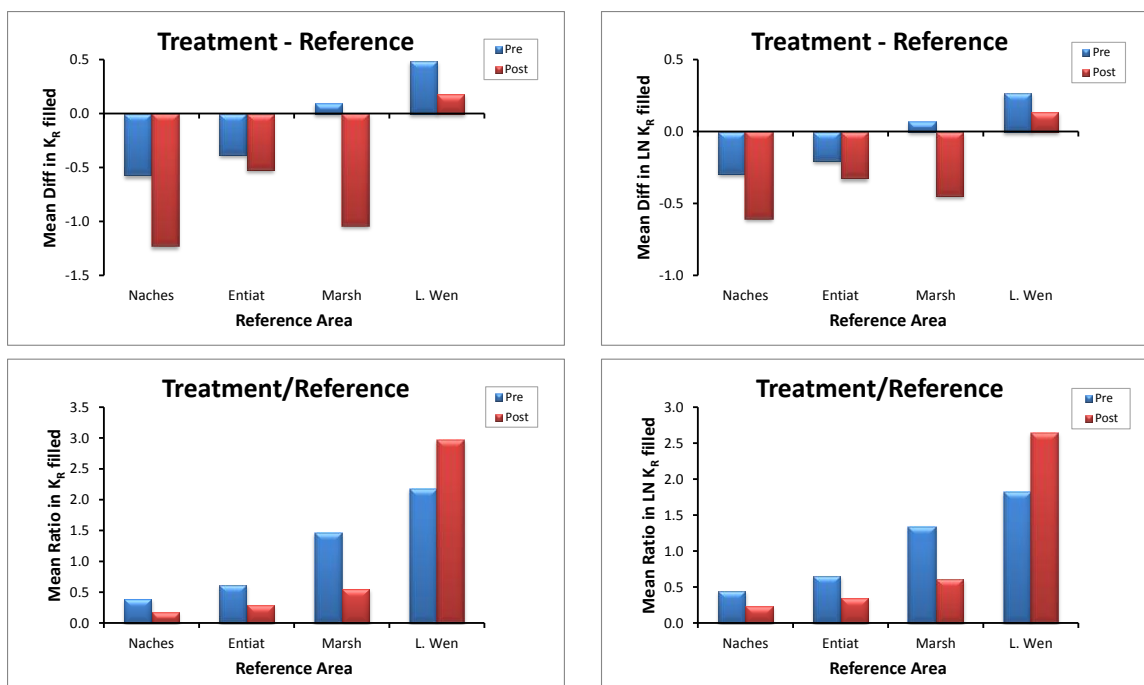 Treatment - Reference
Pre
Post
Mean Diff in KR filled
0.5
0.0
-0.5
-1.0
-1.5
Naches Entiat Marsh L. Wen
Reference Area
Treatment - Reference
Pre
Post
Mean Diff in LN KR filled
0.5
0.0
-0.5
-1.0
Naches Entiat Marsh L. Wen
Reference Area
Treatment/Reference
Pre
Post
Mean Ratio in KR filled
3.5
3.0
2.5
2.0
1.5
1.0
0.5
0.0
Naches Entiat Marsh L. Wen
Reference Area
Treatment/Reference
Pre
Post
Mean Ratio in LN KR filled
3.0
2.5
2.0
1.5
1.0
0.5
0.0
Naches Entiat Marsh L. Wen
Reference Area